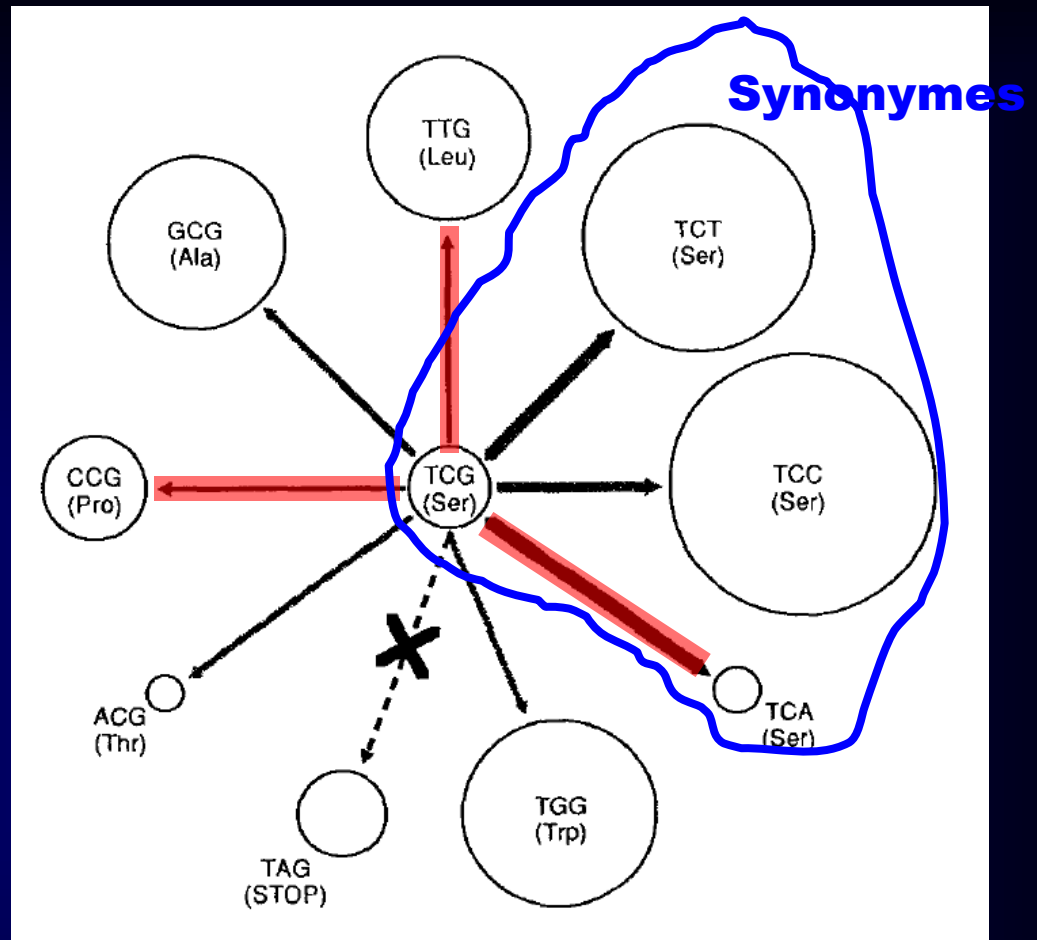 Synonymes
TTG
(Leu)
GCG
(Ala)
TCT
(Ser)
CCG
(Pro)
TCG
(Ser)
TCC
(Ser)
ACG
(Thr)
TCA
(Ser)
TAG
(STOP)
TGG
(Trp)